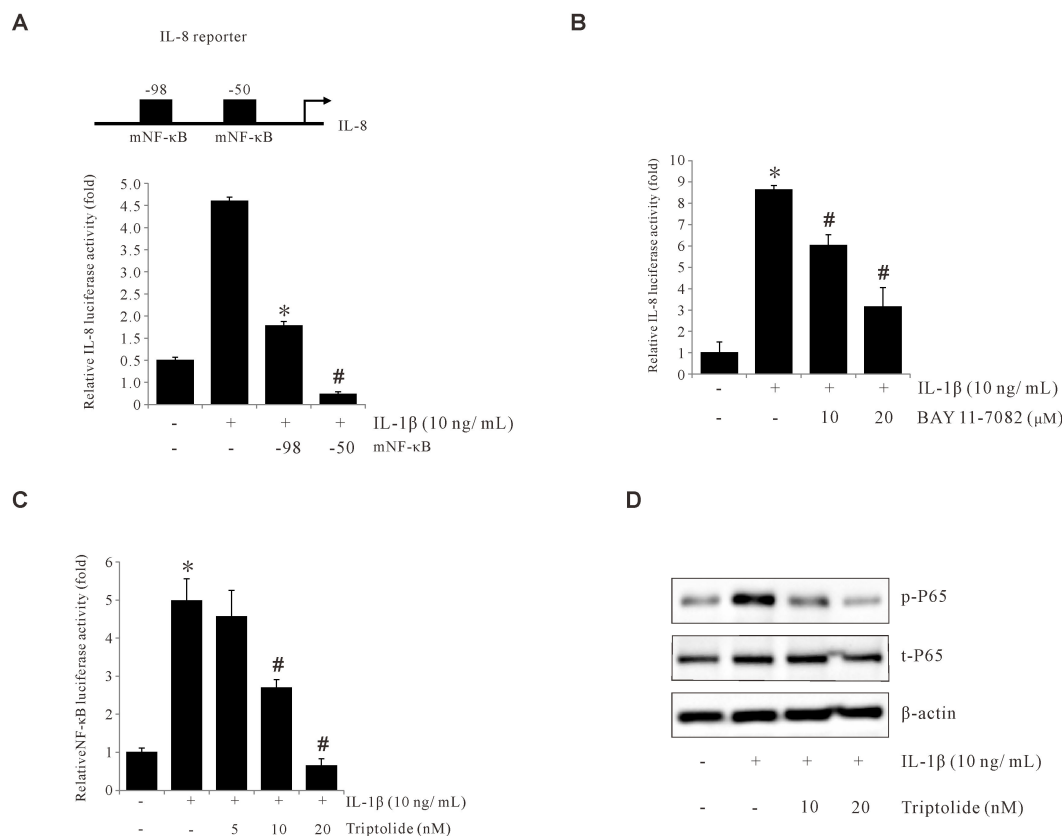 A
IL-8 reporter
-98 -50
mNF-κB mNF-κB
IL-8
Relative IL-8 luciferase activity (fold)
5.0
4.5
4.0
3.5
3.0
2.5
2.0
1.5
0.5
0
*
#
- + + + IL-1β (10 ng/mL)
- - -98 -50 mNF-κB
B
Relative IL-8 luciferase activity (fold)
10
9
8
7
6
5
4
3
2
1
0
*
#
#
- + + + IL-1β (10 ng/mL)
- - 10 20 BAY 11-7082 (μM)
C
RelativeNF-κB luciferase activity (fold)
6
5
4
3
2
1
0
*
#
#
- + + + + IL-1β (10 ng/mL)
- - 5 10 20 Triptolide (nM)
D
p-P65
t-P65
β-actin
- + + + IL-1β (10 ng/mL)
- - 10 20 Triptolide (nM)